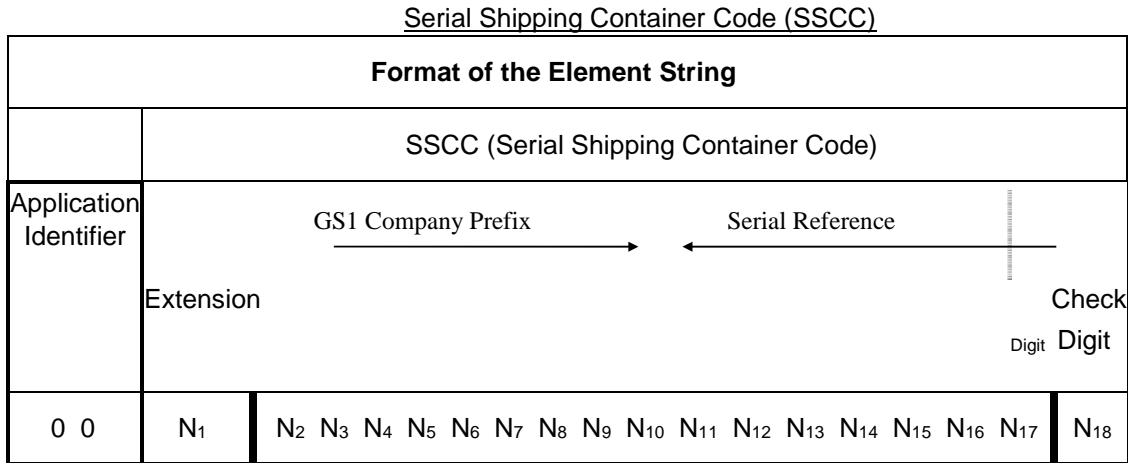 Serial Shipping Container Code (SSCC)
Format of the Element String
SSCC (Serial Shipping Container Code)
Application Identifier
GS1 Company Prefix Serial Reference
Extension Check
Digit Digit
0 0 N1 N2 N3 N4 N5 N6 N7 N8 N9 N10 N11 N12 N13 N14 N15 N16 N17 N18